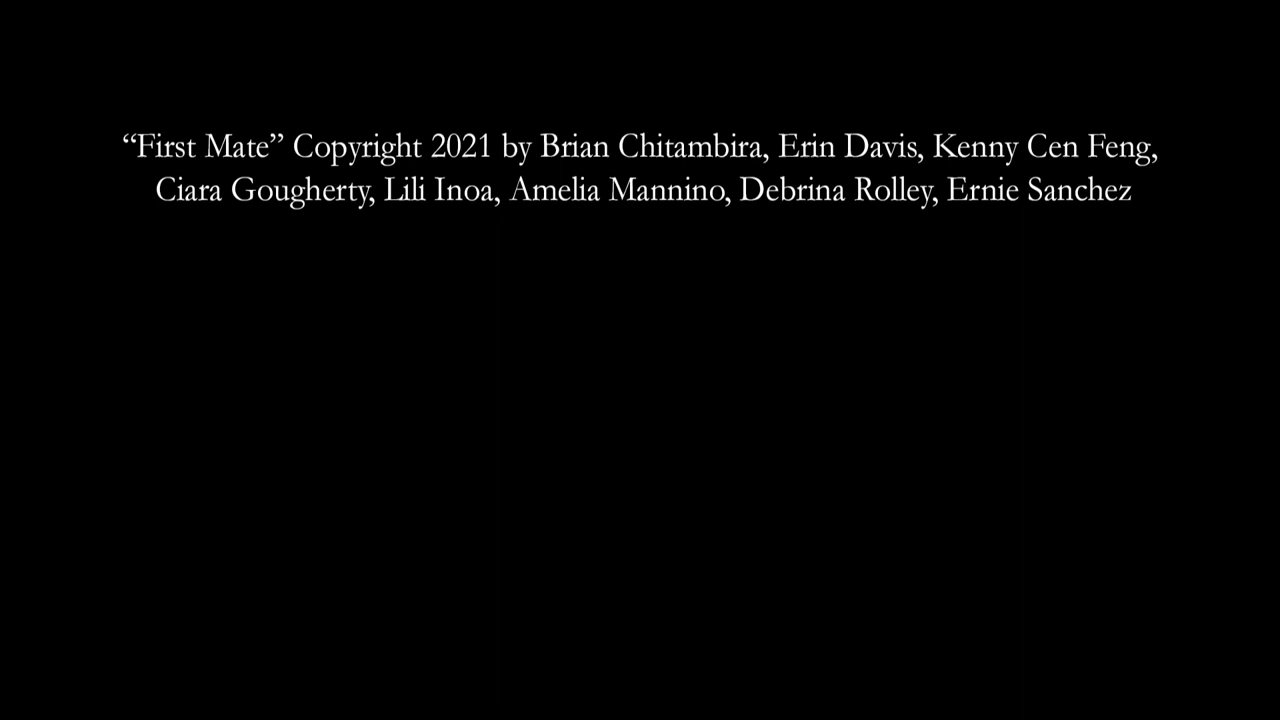 “First Mate” Copyright 2021 by Brian Chitambira, Erin Davis, Kenny Cen Feng,
Ciara Gougherty, Lili Inoa, Amelia Mannino, Debrina Rolley, Ernie Sanchez